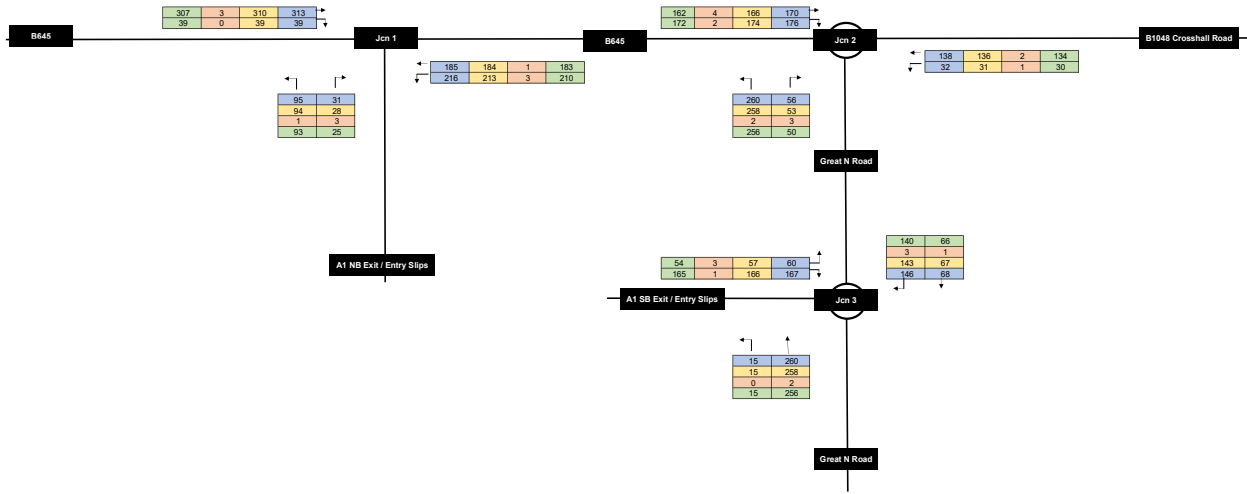 307 3 310 313
39 0 39 39
162 4 166 170
172 2 174 176
B645
Jcn 1
B645
Jcn 2
B1048 Crosshall Road
185 184 1 183
216 213 3 210
138 136 2 134
32 31 1 30
95 31
94 28
1 3
93 25
260 56
258 53
2 3
256 50
Great N Road
140 66
3 1
143 67
146 68
A1 NB Exit / Entry Slips
54 3 57 60
165 1 166 167
A1 SB Exit / Entry Slips
Jcn 3
15 260
15 258
0 2
15 256
Great N Road